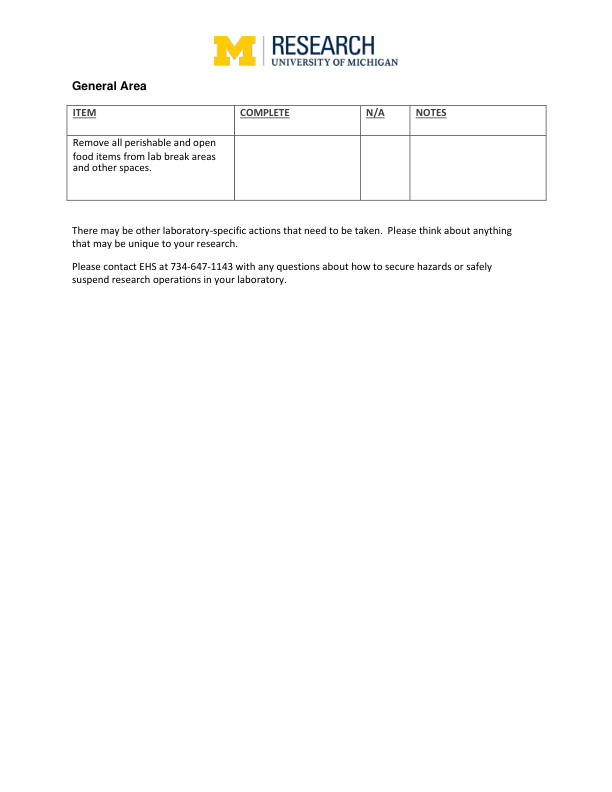 M | RESEARCH
UNIVERSITY OF MICHIGAN
General Area
ITEM COMPLETE N/A NOTES
Remove all perishable and open
food items from lab break areas
and other spaces.
There may be other laboratory-specific actions that need to be taken.  Please think about anything
that may be unique to your research.
Please contact EHS at 734-647-1143 with any questions about how to secure hazards or safely
suspend research operations in your laboratory.